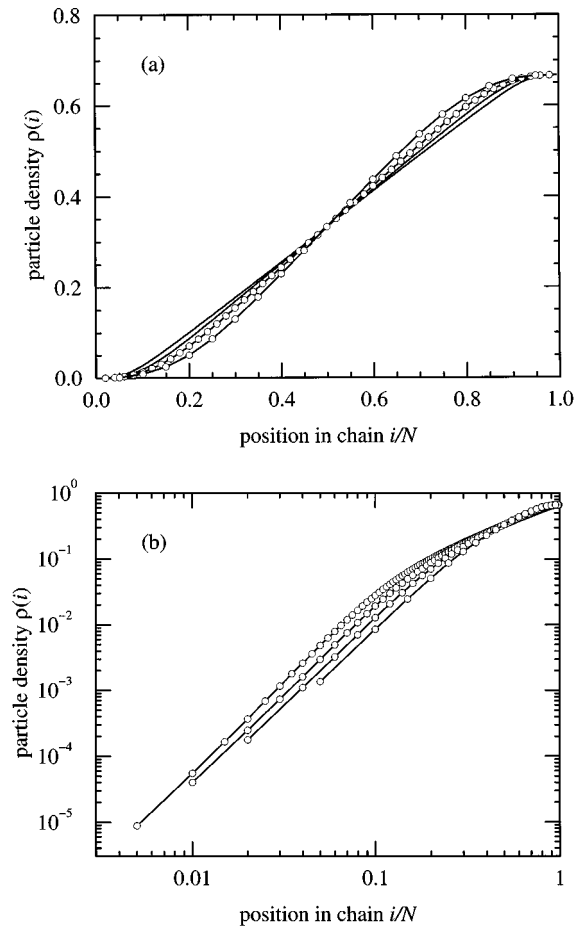 0.8
(a)
0.6
0.4
0.2
0.0
particle density ρ(i)
0.0 0.2 0.4 0.6 0.8 1.0
position in chain i/N
10⁰
(b)
10⁻¹
10⁻²
10⁻³
10⁻⁴
10⁻⁵
particle density ρ(i)
0.01 0.1 1
position in chain i/N